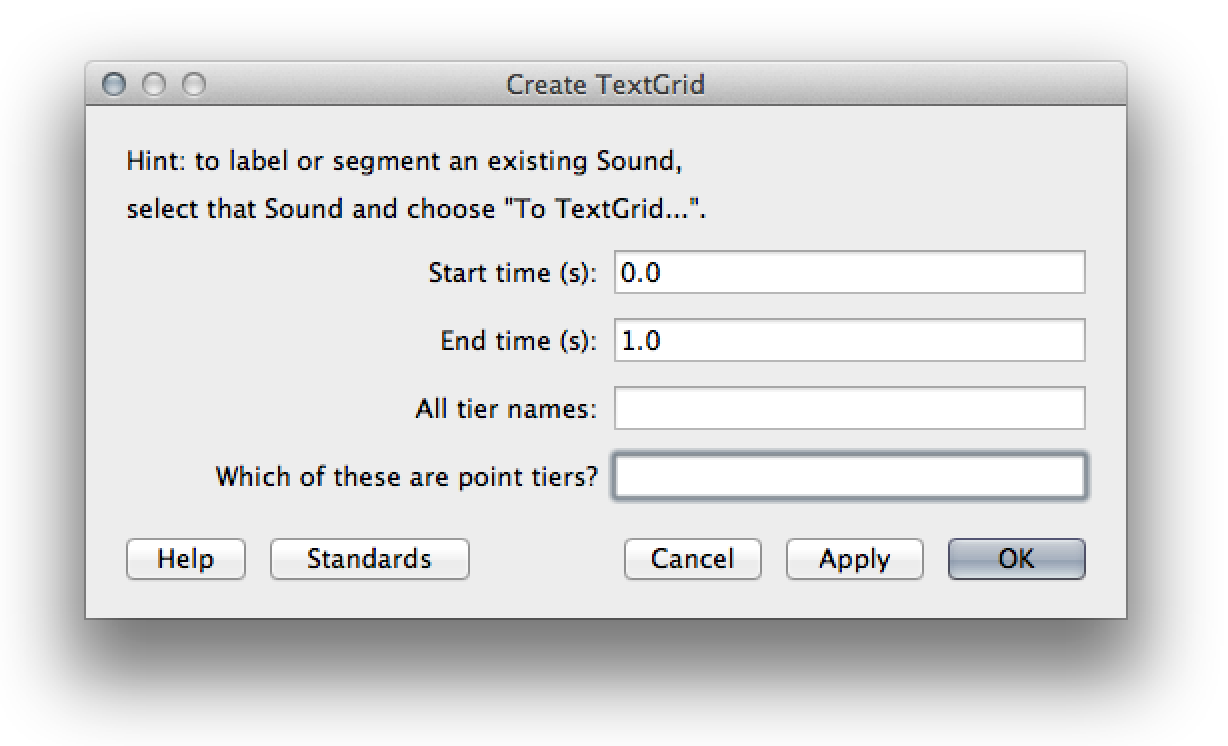 Create TextGrid
Hint: to label or segment an existing Sound,
select that Sound and choose "To TextGrid...".
Start time (s): 0.0
End time (s): 1.0
All tier names:
Which of these are point tiers?
Help Standards Cancel Apply OK